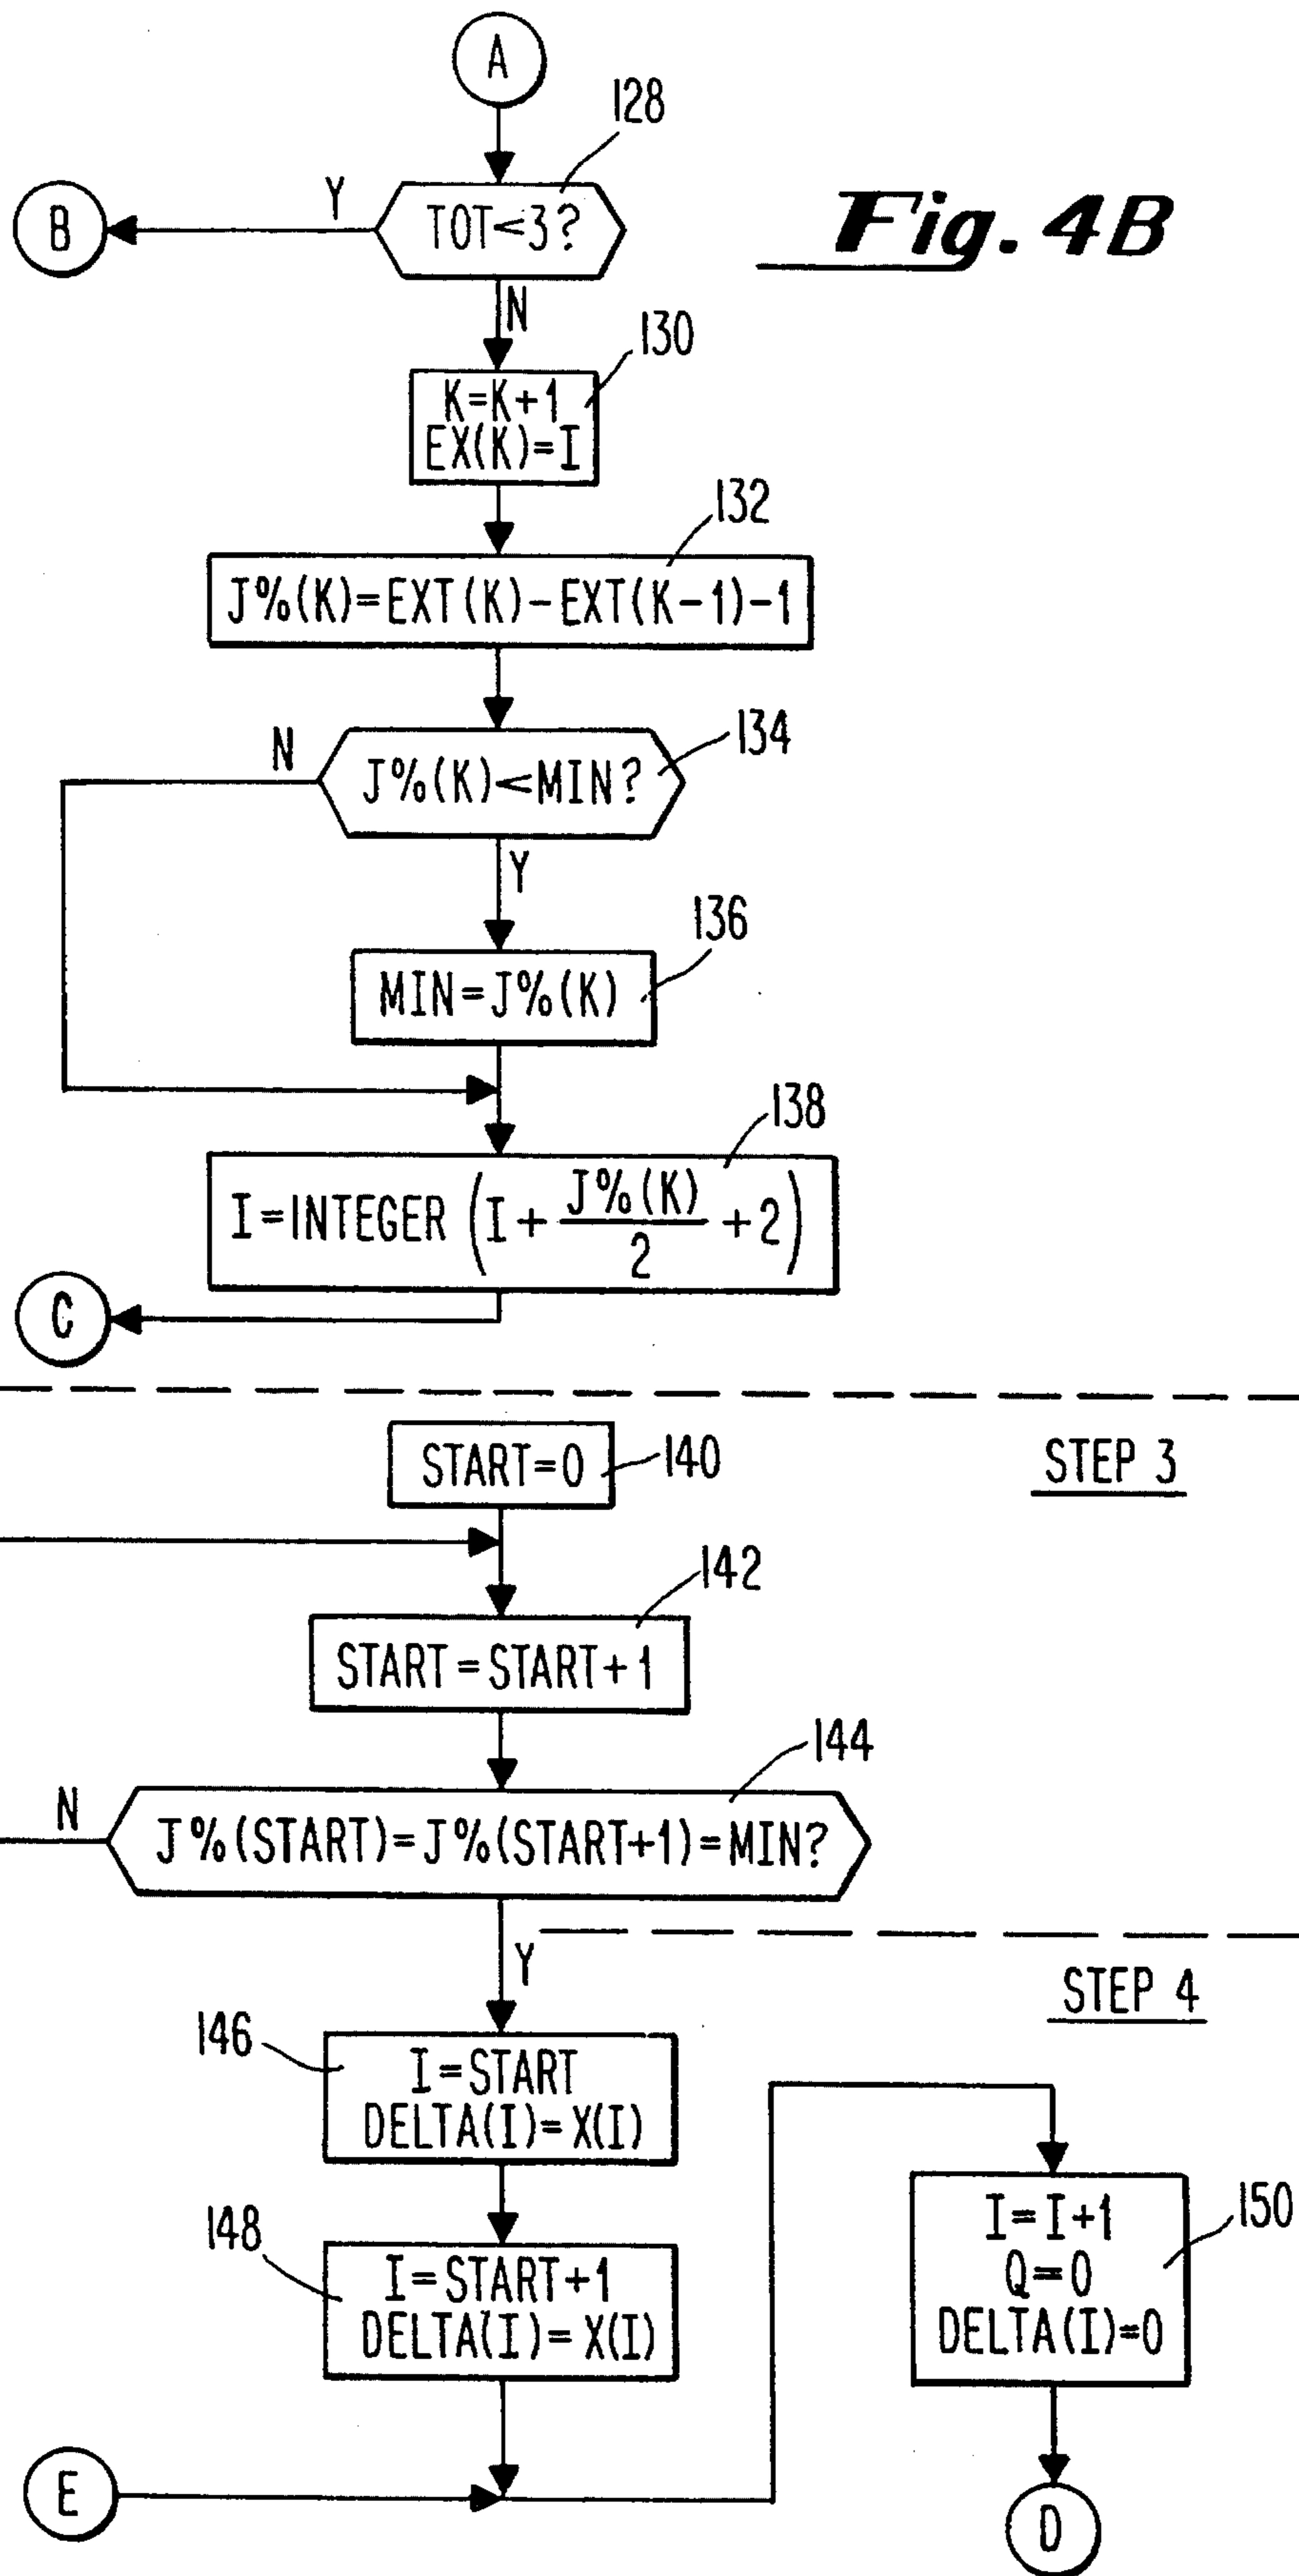 A
128
Fig. 4B
B
Y
TOT<3?
N
130
K=K+1
EX(K)=I
132
J%(K)=EXT(K)-EXT(K-1)-1
134
N
J%(K)<MIN?
Y
136
MIN=J%(K)
138
I=INTEGER (I + J%(K)/2 + 2)
C
140
START=0
STEP 3
142
START=START+1
144
N
J%(START)=J%(START+1)=MIN?
Y
STEP 4
146
I=START
DELTA(I)=X(I)
148
I=START+1
DELTA(I)=X(I)
150
I=I+1
Q=0
DELTA(I)=0
E
D